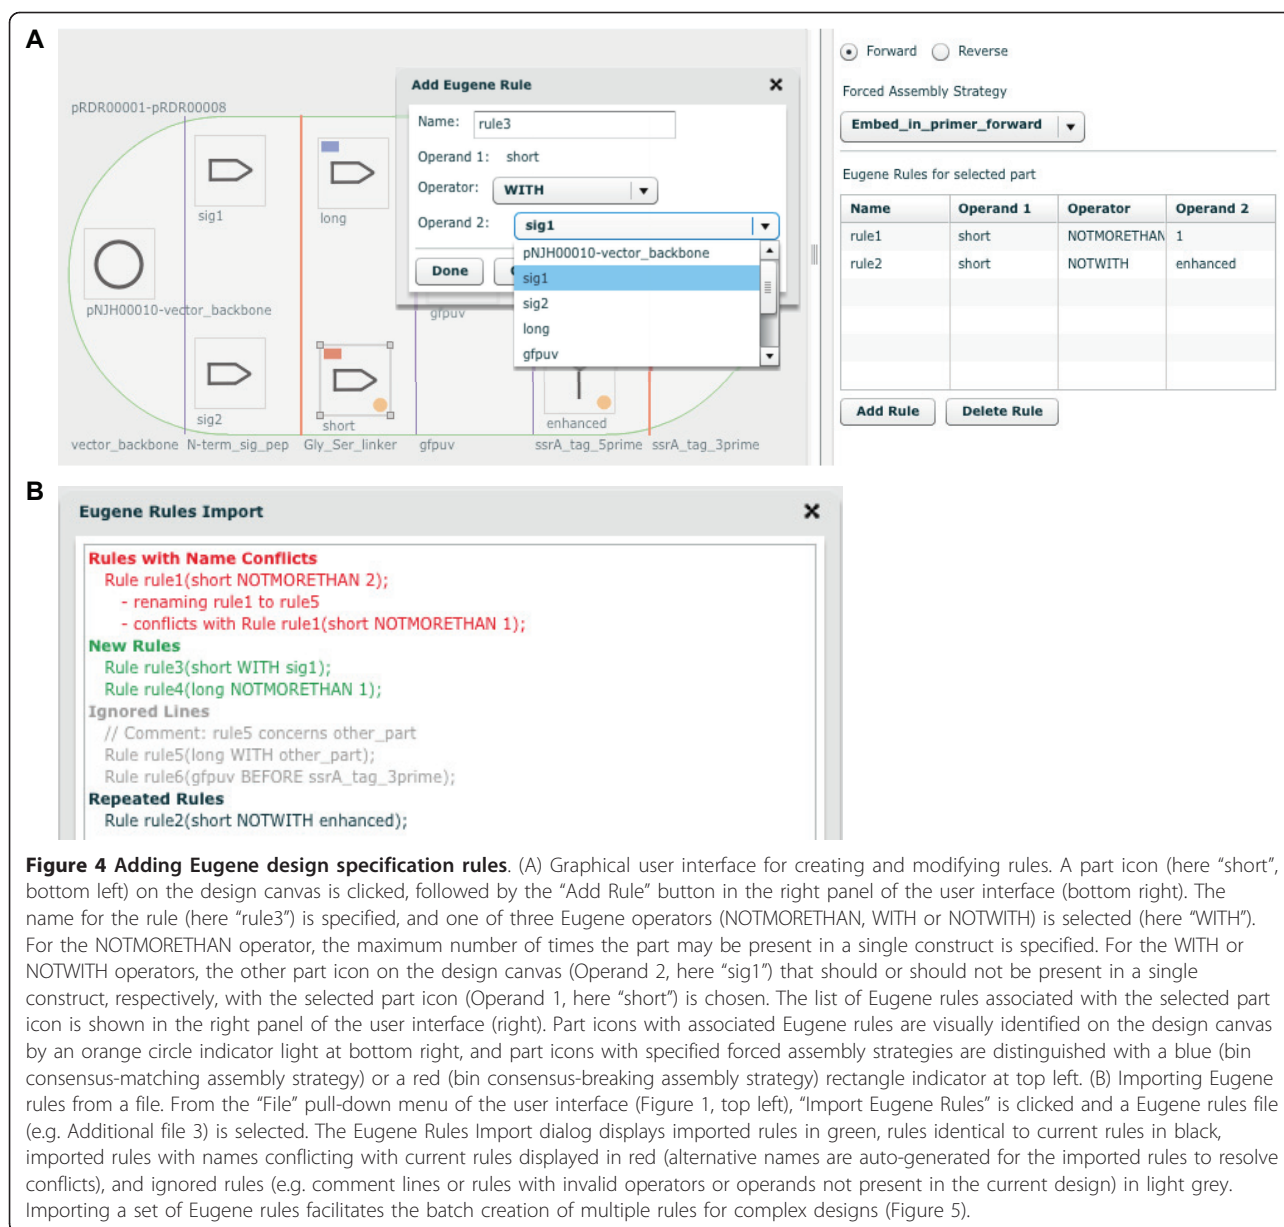 A
pRDR00001-pRDR00008
sig1
long
pNJH00010-vector_backbone
gfpuv
sig2
short
enhanced
vector_backbone N-term_sig_pep Gly_Ser_linker gfpuv ssrA_tag_5prime ssrA_tag_3prime
Add Eugene Rule
Name: rule3
Operand 1: short
Operator: WITH
Operand 2: sig1
Done
pNJH00010-vector_backbone
sig1
sig2
long
gfpuv
Forward Reverse
Forced Assembly Strategy
Embed_in_primer_forward
Eugene Rules for selected part
Name Operand 1 Operator Operand 2
rule1 short NOTMORETHAN 1
rule2 short NOTWITH enhanced
Add Rule Delete Rule
B
Eugene Rules Import
Rules with Name Conflicts
Rule rule1(short NOTMORETHAN 2);
- renaming rule1 to rule5
- conflicts with Rule rule1(short NOTMORETHAN 1);
New Rules
Rule rule3(short WITH sig1);
Rule rule4(long NOTMORETHAN 1);
Ignored Lines
// Comment: rule5 concerns other_part
Rule rule5(long WITH other_part);
Rule rule6(gfpuv BEFORE ssrA_tag_3prime);
Repeated Rules
Rule rule2(short NOTWITH enhanced);
Figure 4 Adding Eugene design specification rules. (A) Graphical user interface for creating and modifying rules. A part icon (here “short”,
bottom left) on the design canvas is clicked, followed by the “Add Rule” button in the right panel of the user interface (bottom right). The
name for the rule (here “rule3”) is specified, and one of three Eugene operators (NOTMORETHAN, WITH or NOTWITH) is selected (here “WITH”).
For the NOTMORETHAN operator, the maximum number of times the part may be present in a single construct is specified. For the WITH or
NOTWITH operators, the other part icon on the design canvas (Operand 2, here “sig1”) that should or should not be present in a single
construct, respectively, with the selected part icon (Operand 1, here “short”) is chosen. The list of Eugene rules associated with the selected part
icon is shown in the right panel of the user interface (right). Part icons with associated Eugene rules are visually identified on the design canvas
by an orange circle indicator light at bottom right, and part icons with specified forced assembly strategies are distinguished with a blue (bin
consensus-matching assembly strategy) or a red (bin consensus-breaking assembly strategy) rectangle indicator at top left. (B) Importing Eugene
rules from a file. From the “File” pull-down menu of the user interface (Figure 1, top left), “Import Eugene Rules” is clicked and a Eugene rules file
(e.g. Additional file 3) is selected. The Eugene Rules Import dialog displays imported rules in green, rules identical to current rules in black,
imported rules with names conflicting with current rules displayed in red (alternative names are auto-generated for the imported rules to resolve
conflicts), and ignored rules (e.g. comment lines or rules with invalid operators or operands not present in the current design) in light grey.
Importing a set of Eugene rules facilitates the batch creation of multiple rules for complex designs (Figure 5).